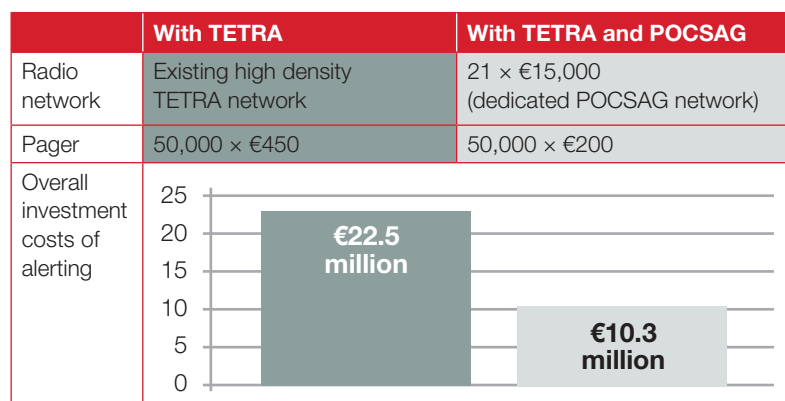 With TETRA
With TETRA and POCSAG
Radio
network
Existing high density
TETRA network
21 × €15,000
(dedicated POCSAG network)
Pager
50,000 × €450
50,000 × €200
Overall
investment
costs of
alerting
25
20
15
10
5
0
€22.5
million
€10.3
million